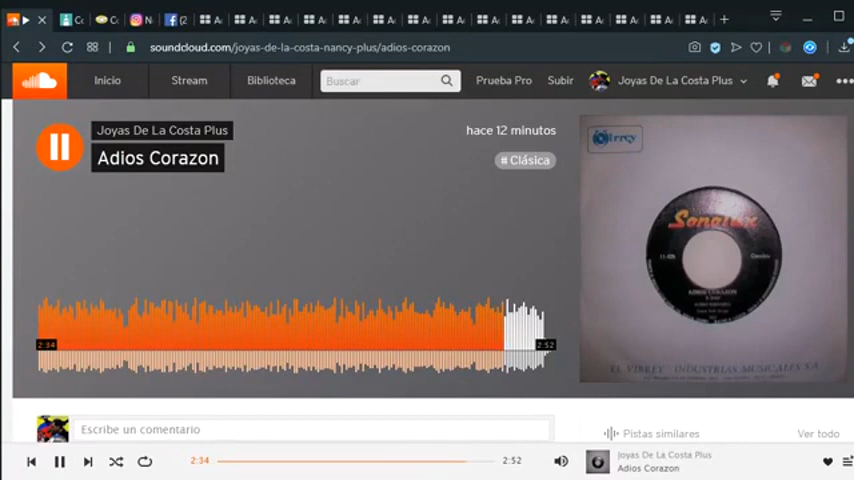 soundcloud.com/joyas-de-la-costa-nancy-plus/adios-corazon
Inicio
Stream
Biblioteca
Buscar
Prueba Pro
Subir
Joyas De La Costa Plus
Joyas De La Costa Plus
Adios Corazon
hace 12 minutos
# Clásica
Sonolux
ADIOS CORAZON
EL VIRREY INDUSTRIAS MUSICALES S.A
2:34
2:52
Escribe un comentario
Pistas similares
Ver todo
2:34
2:52
Joyas De La Costa Plus
Adios Corazon